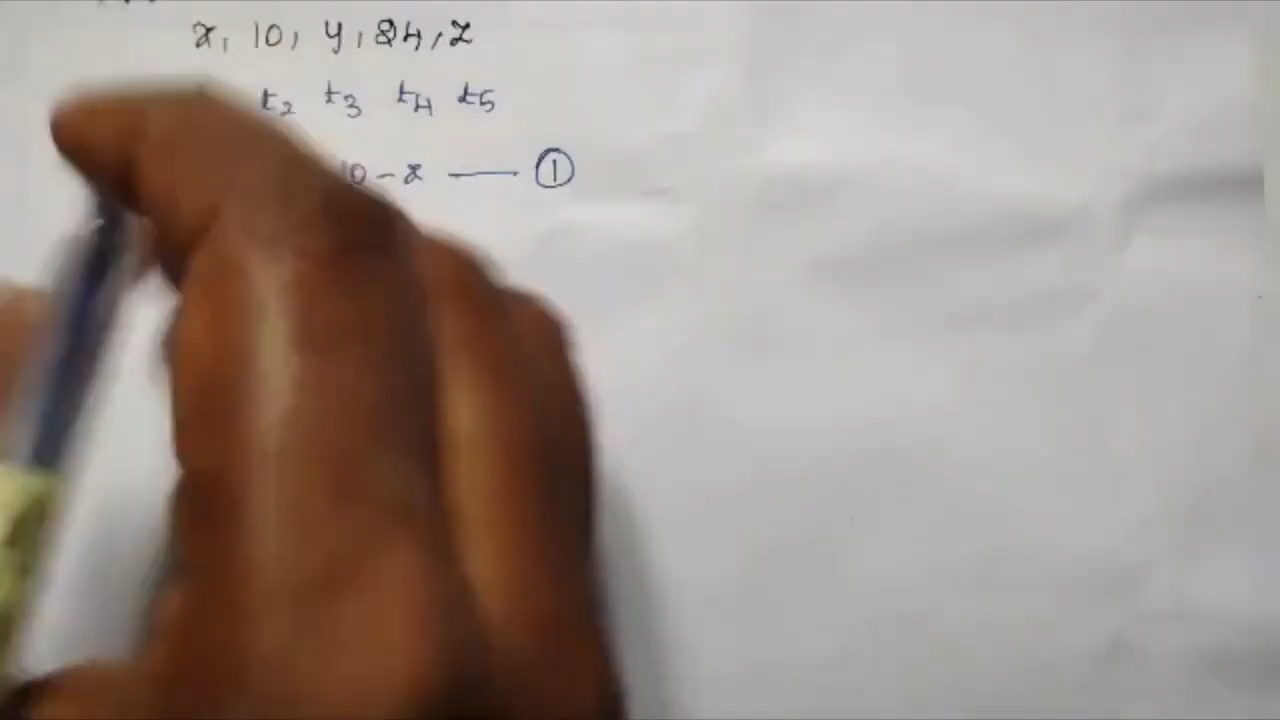 x, 10, y, 24, z
t2 t3 t4 t5
10 - x —— ①